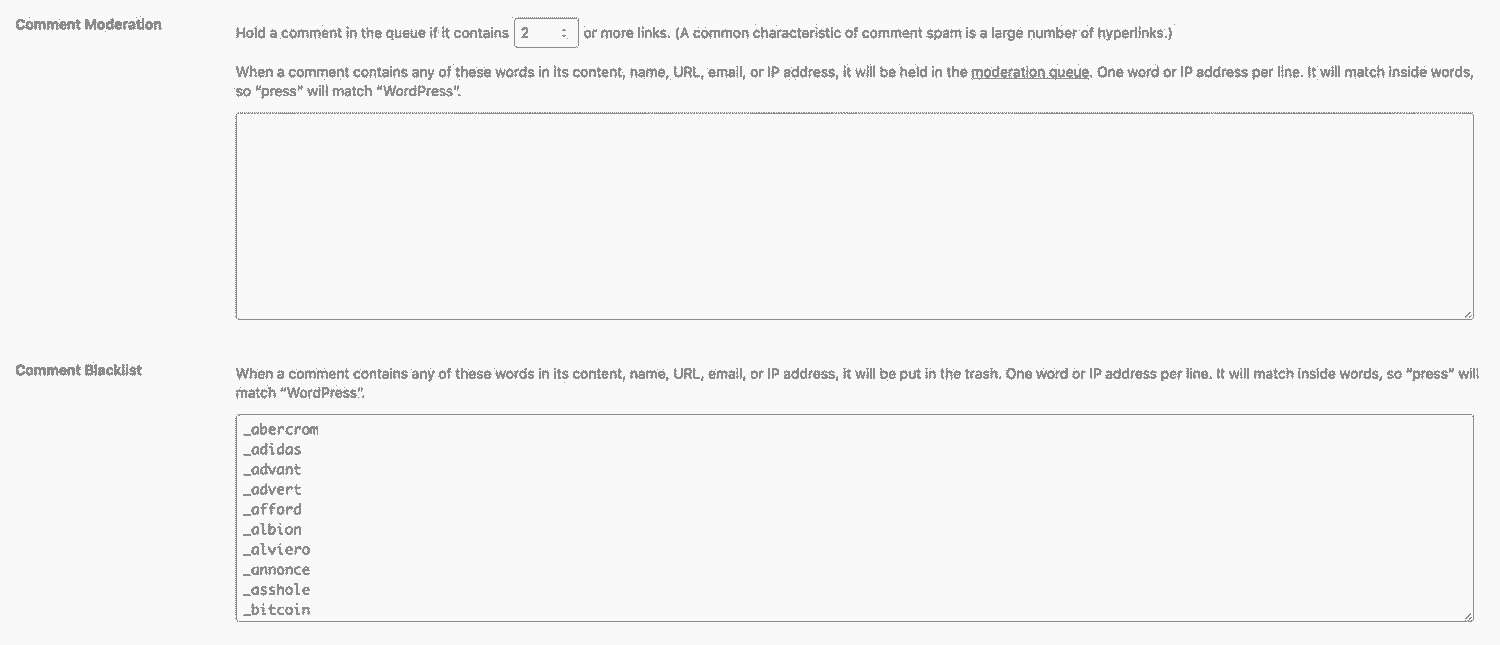 Comment Moderation
Hold a comment in the queue if it contains 2 or more links. (A common characteristic of comment spam is a large number of hyperlinks.)
When a comment contains any of these words in its content, name, URL, email, or IP address, it will be held in the moderation queue. One word or IP address per line. It will match inside words,
so “press” will match “WordPress”.
Comment Blacklist
When a comment contains any of these words in its content, name, URL, email, or IP address, it will be put in the trash. One word or IP address per line. It will match inside words, so “press” will
match “WordPress”.
_abercrom
_adidas
_advant
_advert
_afford
_albion
_alviero
_annonce
_asshole
_bitcoin